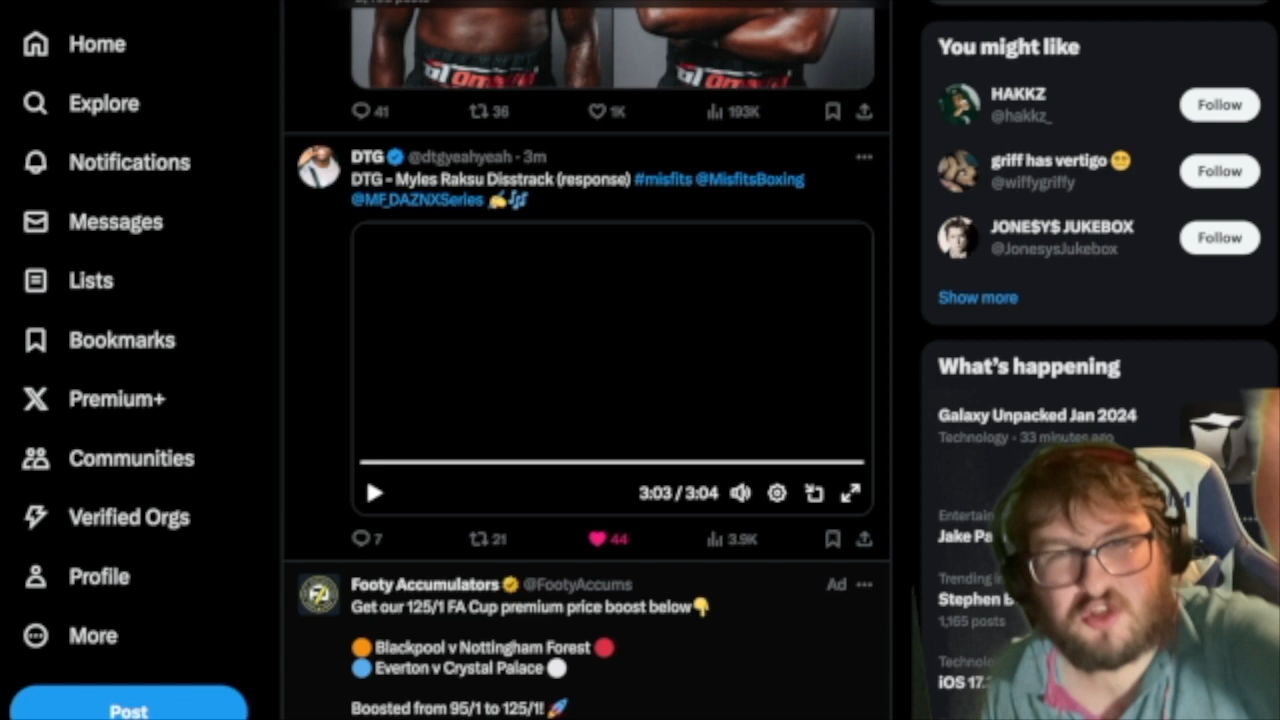 Home
Explore
Notifications
Messages
Lists
Bookmarks
Premium+
Communities
Verified Orgs
Profile
More
Post
41 36 1K 193K
DTG @dtgyeahyeah · 3m
DTG - Myles Raksu Disstrack (response) #misfits @MisfitsBoxing
@MF_DAZNXSeries ✍️🎶
3:03 / 3:04
7 21 44 3.9K
Footy Accumulators @FootyAccums Ad
Get our 125/1 FA Cup premium price boost below👇
🟠 Blackpool v Nottingham Forest 🔴
🔵 Everton v Crystal Palace ⚪
Boosted from 95/1 to 125/1! 🚀
You might like
HAKKZ
@hakkz_
Follow
griff has vertigo
@wiffygriffy
Follow
JONE$Y$ JUKEBOX
@JonesysJukebox
Follow
Show more
What's happening
Galaxy Unpacked Jan 2024
Technology · 33 minutes ago
Jake
Trending
Stephen
1,165 posts
iOS 17.